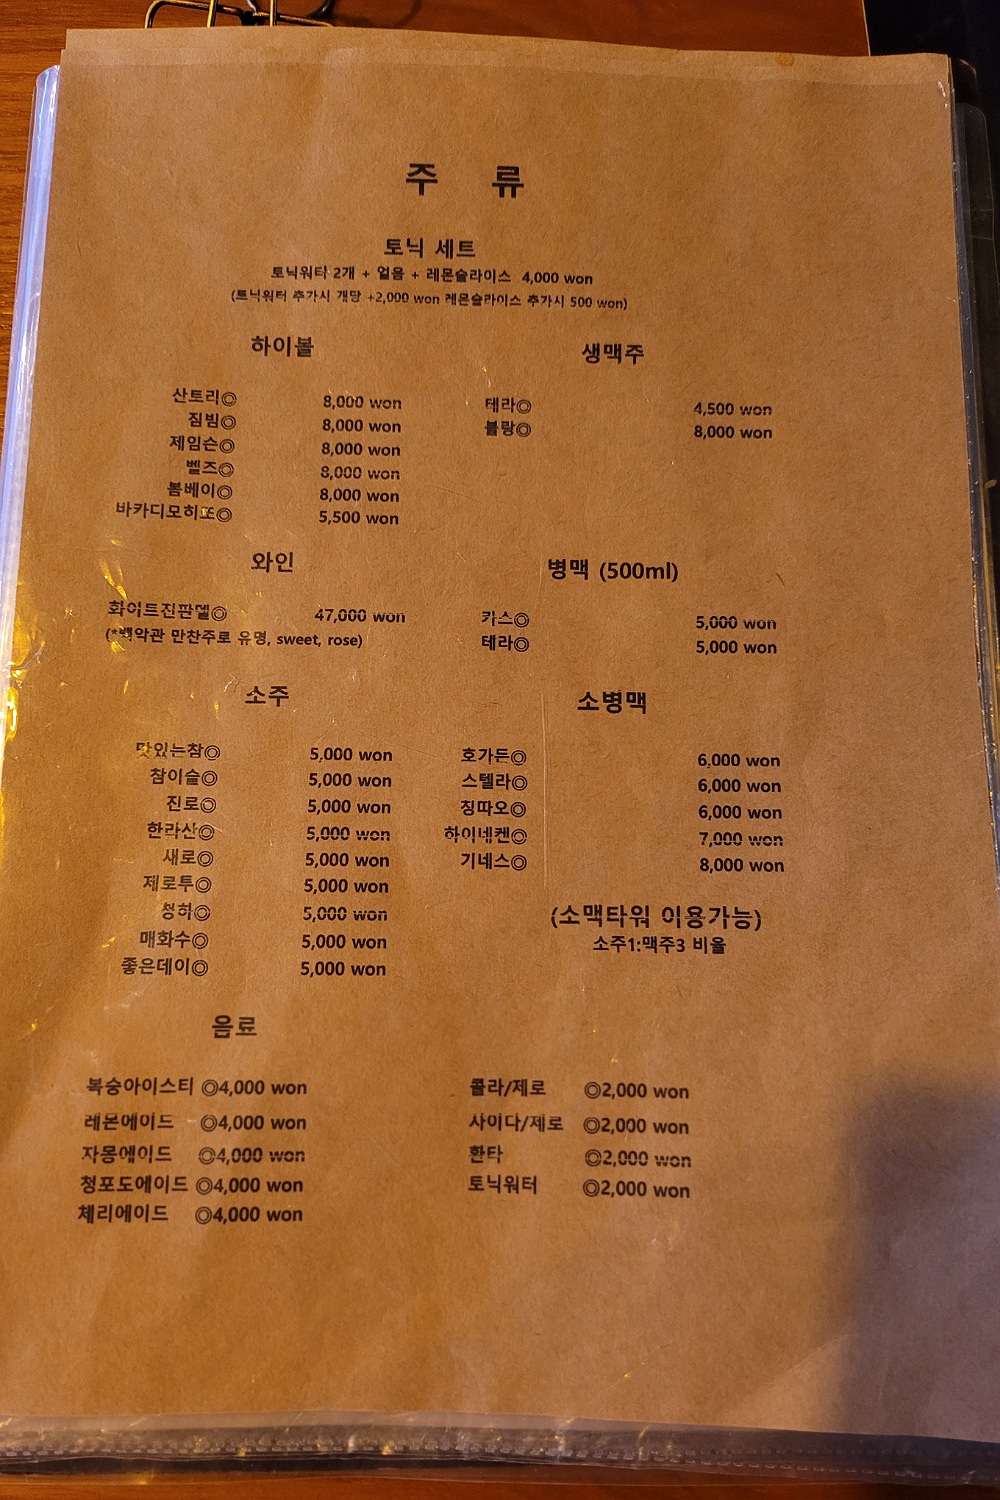 주 류
토닉 세트
토닉워터 2개 + 얼음 + 레몬슬라이스 4,000 won
(토닉워터 추가시 개당 +2,000 won 레몬슬라이스 추가시 500 won)
하이볼
산토리◎ 8,000 won
짐빔◎ 8,000 won
제임슨◎ 8,000 won
벨즈◎ 8,000 won
봄베이◎ 8,000 won
바카디모히또◎ 5,500 won
생맥주
테라◎ 4,500 won
블랑◎ 8,000 won
와인
화이트진판델◎ 47,000 won
(*백악관 만찬주로 유명, sweet, rose)
병맥 (500ml)
카스◎ 5,000 won
테라◎ 5,000 won
소주
맛있는참◎ 5,000 won
참이슬◎ 5,000 won
진로◎ 5,000 won
한라산◎ 5,000 won
새로◎ 5,000 won
제로투◎ 5,000 won
청하◎ 5,000 won
매화수◎ 5,000 won
좋은데이◎ 5,000 won
소병맥
호가든◎ 6,000 won
스텔라◎ 6,000 won
칭따오◎ 6,000 won
하이네켄◎ 7,000 won
기네스◎ 8,000 won
(소맥타워 이용가능)
소주1:맥주3 비율
음료
복숭아이스티 ◎4,000 won
레몬에이드 ◎4,000 won
자몽에이드 ◎4,000 won
청포도에이드 ◎4,000 won
체리에이드 ◎4,000 won
콜라/제로 ◎2,000 won
사이다/제로 ◎2,000 won
환타 ◎2,000 won
토닉워터 ◎2,000 won